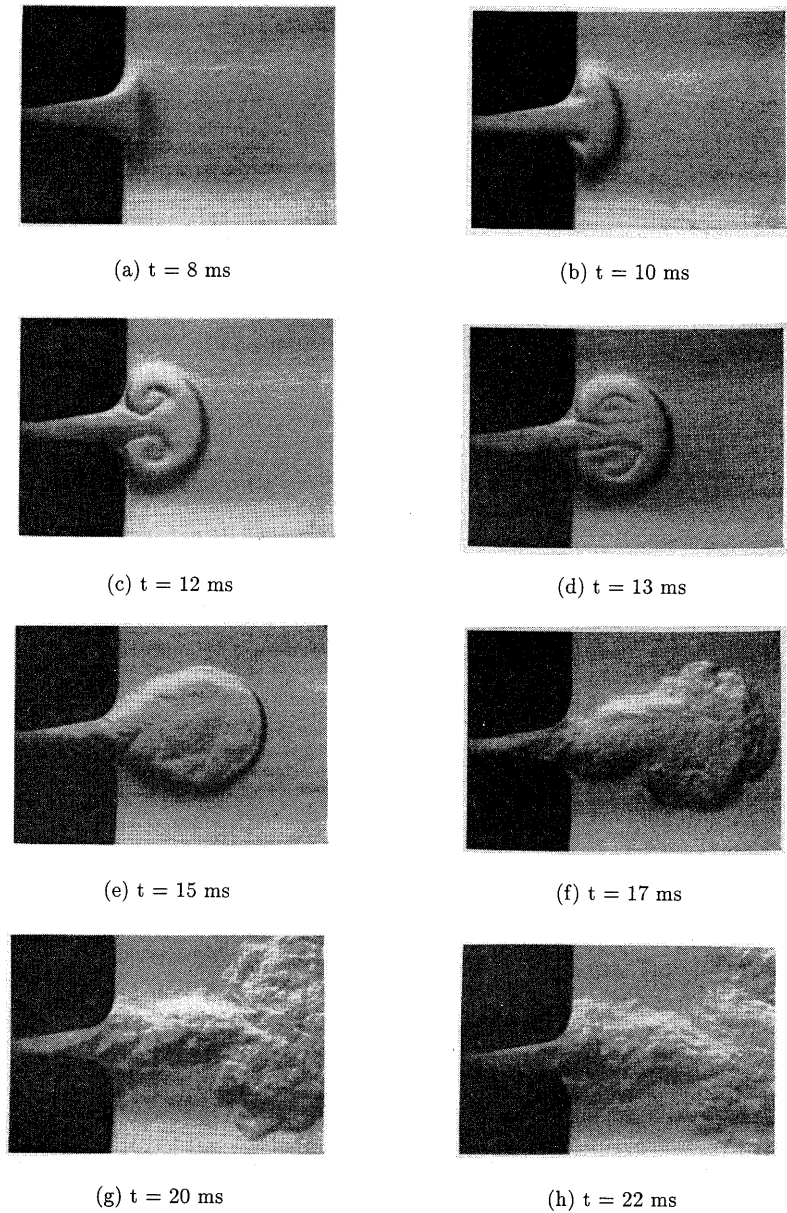 (a) t = 8 ms
(b) t = 10 ms
(c) t = 12 ms
(d) t = 13 ms
(e) t = 15 ms
(f) t = 17 ms
(g) t = 20 ms
(h) t = 22 ms